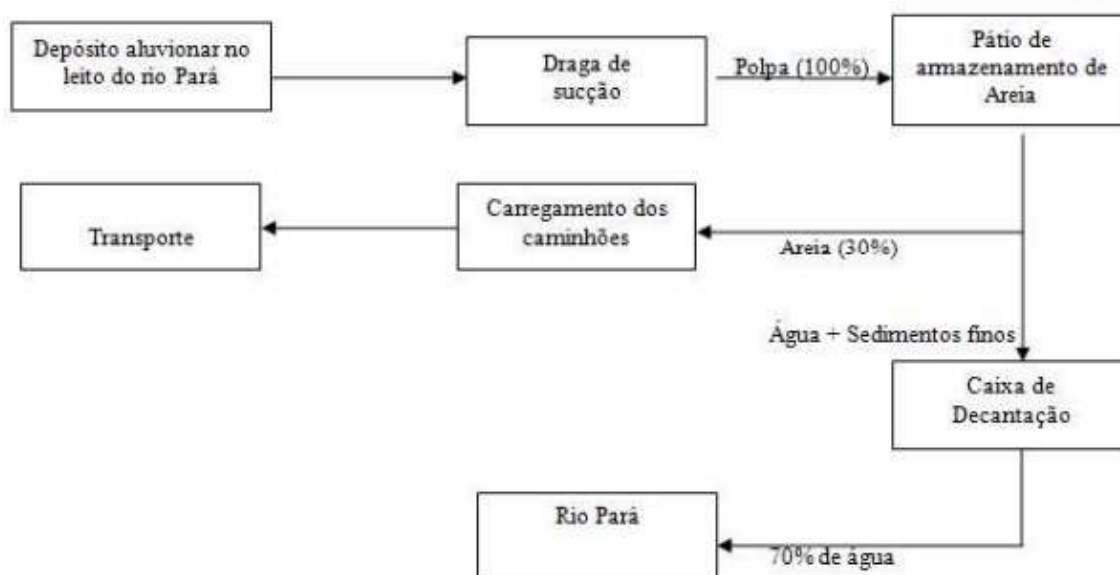 Depósito aluvionar no
leito do rio Pará
Draga de
sucção
Polpa (100%)
Pátio de
armazenamento de
Areia
Transporte
Carregamento dos
caminhões
Areia (30%)
Água + Sedimentos finos
Caixa de
Decantação
Rio Pará
70% de água